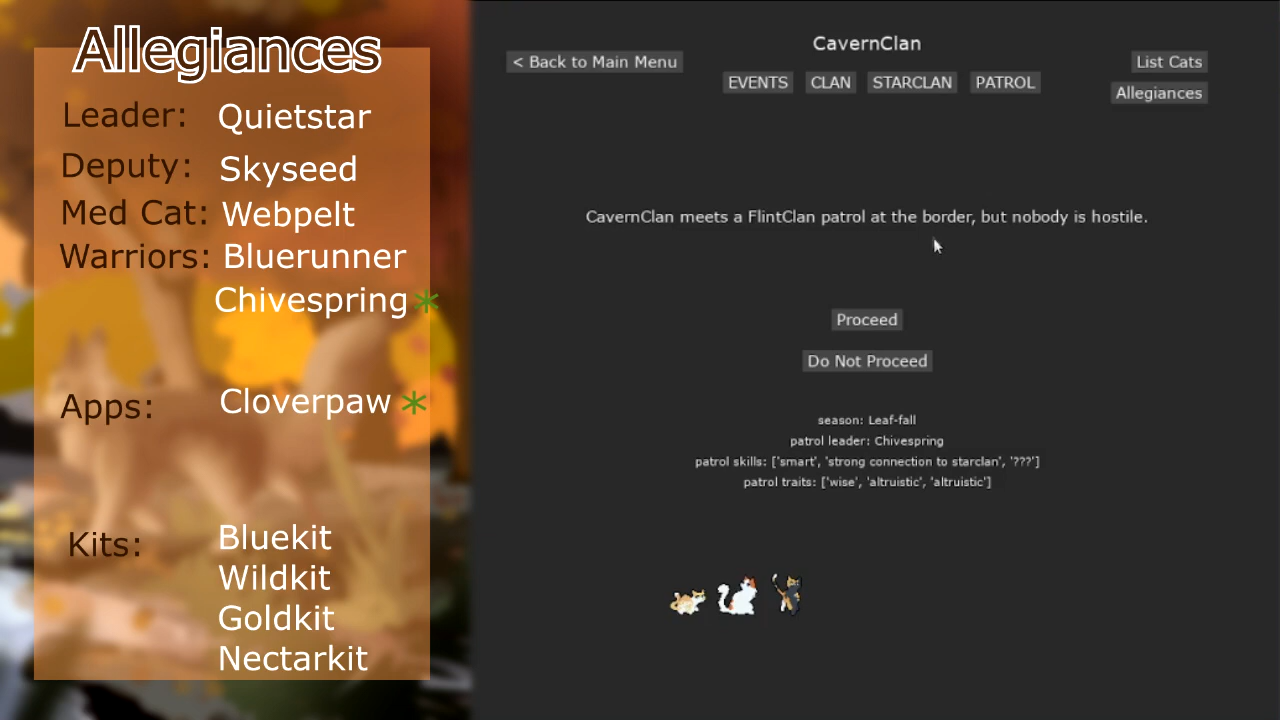 Allegiances
Leader: Quietstar
Deputy: Skyseed
Med Cat: Webpelt
Warriors: Bluerunner
Chivespring*
Apps: Cloverpaw *
Kits: Bluekit
Wildkit
Goldkit
Nectarkit
CavernClan
< Back to Main Menu
List Cats
EVENTS CLAN STARCLAN PATROL
Allegiances
CavernClan meets a FlintClan patrol at the border, but nobody is hostile.
Proceed
Do Not Proceed
season: Leaf-fall
patrol leader: Chivespring
patrol skills: ['smart', 'strong connection to starclan', '???']
patrol traits: ['wise', 'altruistic', 'altruistic']